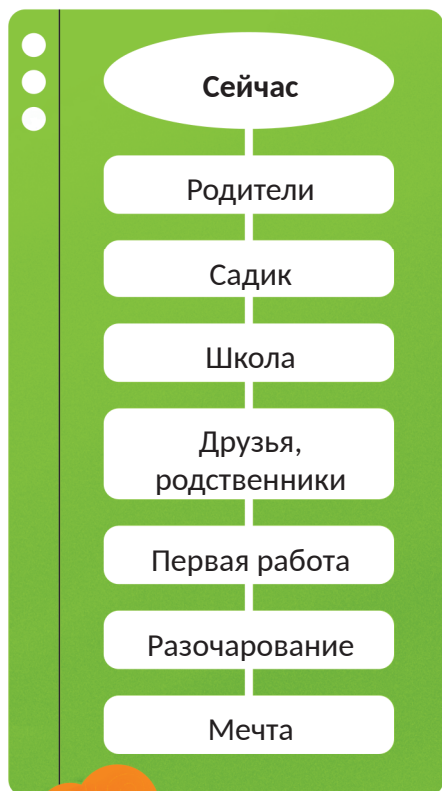 Сейчас
Родители
Садик
Школа
Друзья,
родственники
Первая работа
Разочарование
Мечта